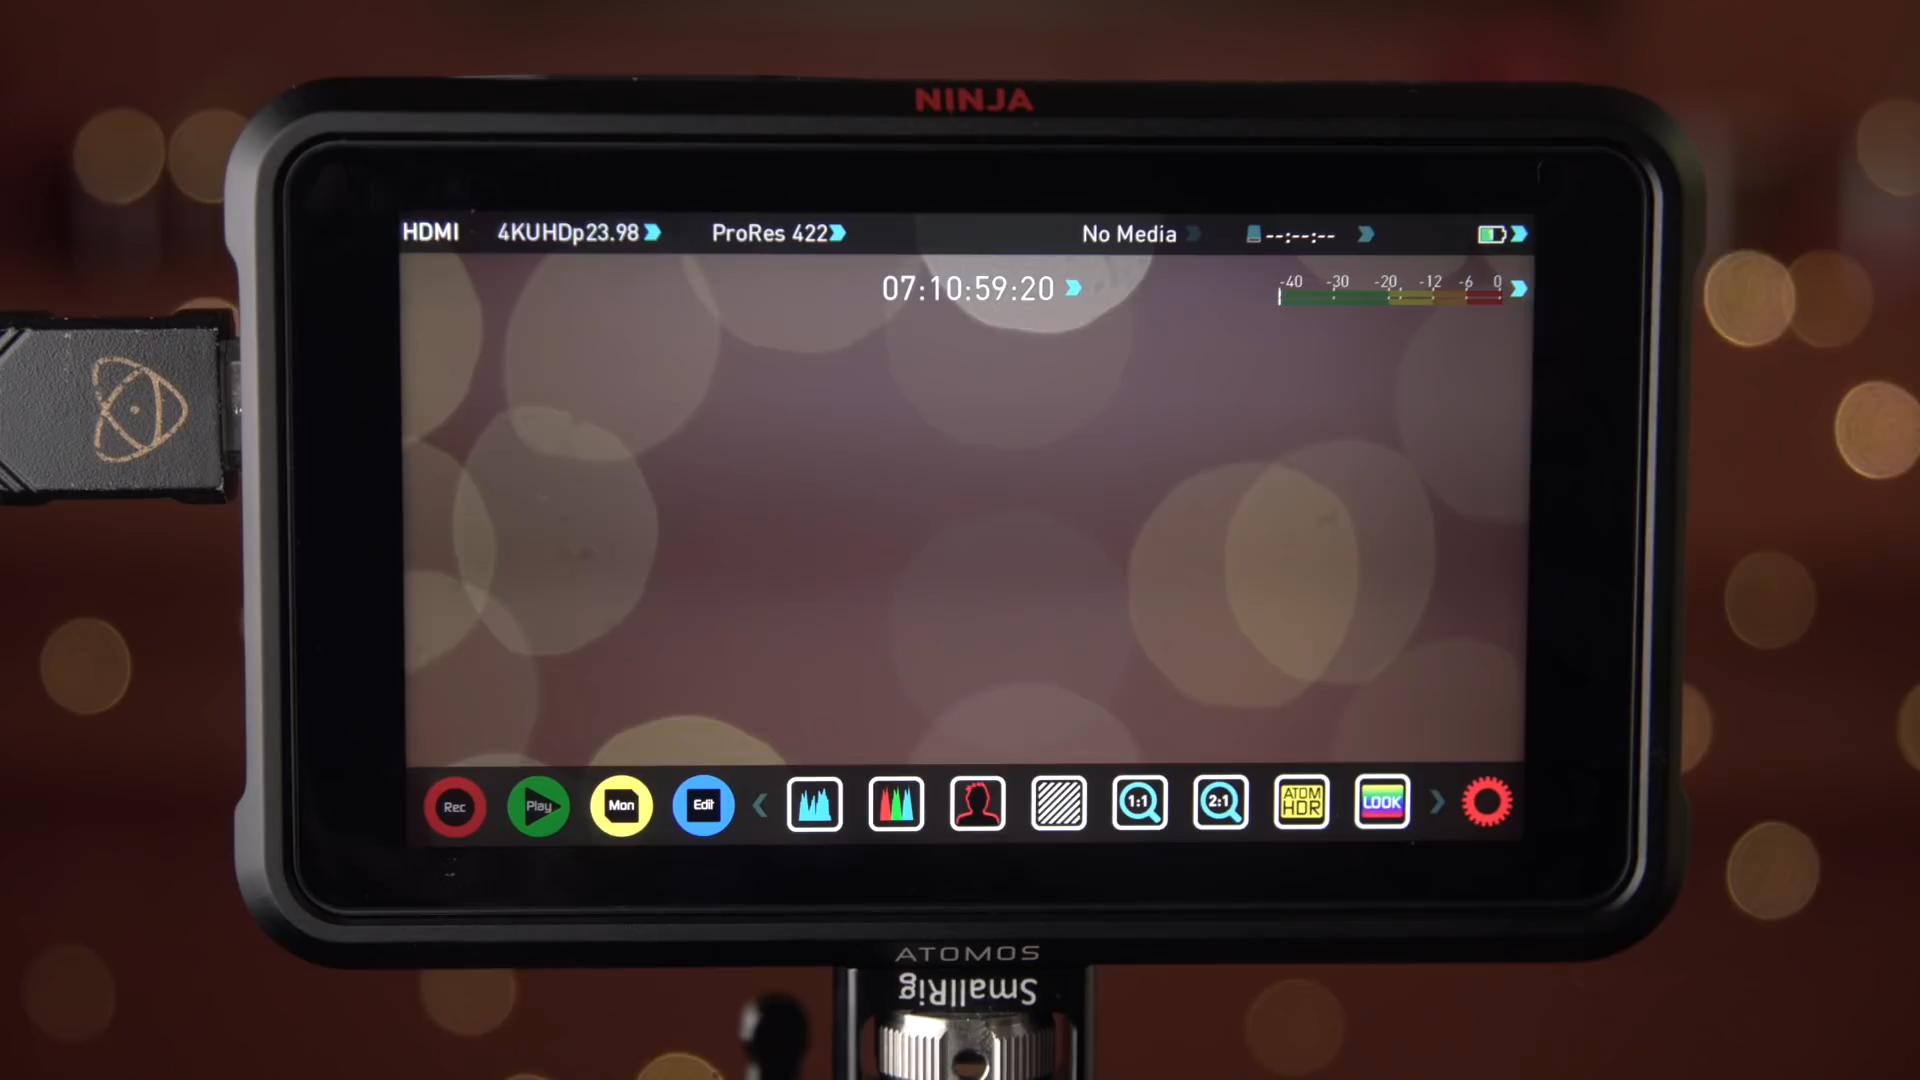 NINJA
HDMI 4KUHDp23.98 ProRes 422 No Media --:--:-- 1
07:10:59:20
-40 -30 -20 -12 -6 0
Rec Play Mon Edit 1:1 2:1 ATOM HDR LOOK
ATOMOS
SmallRig